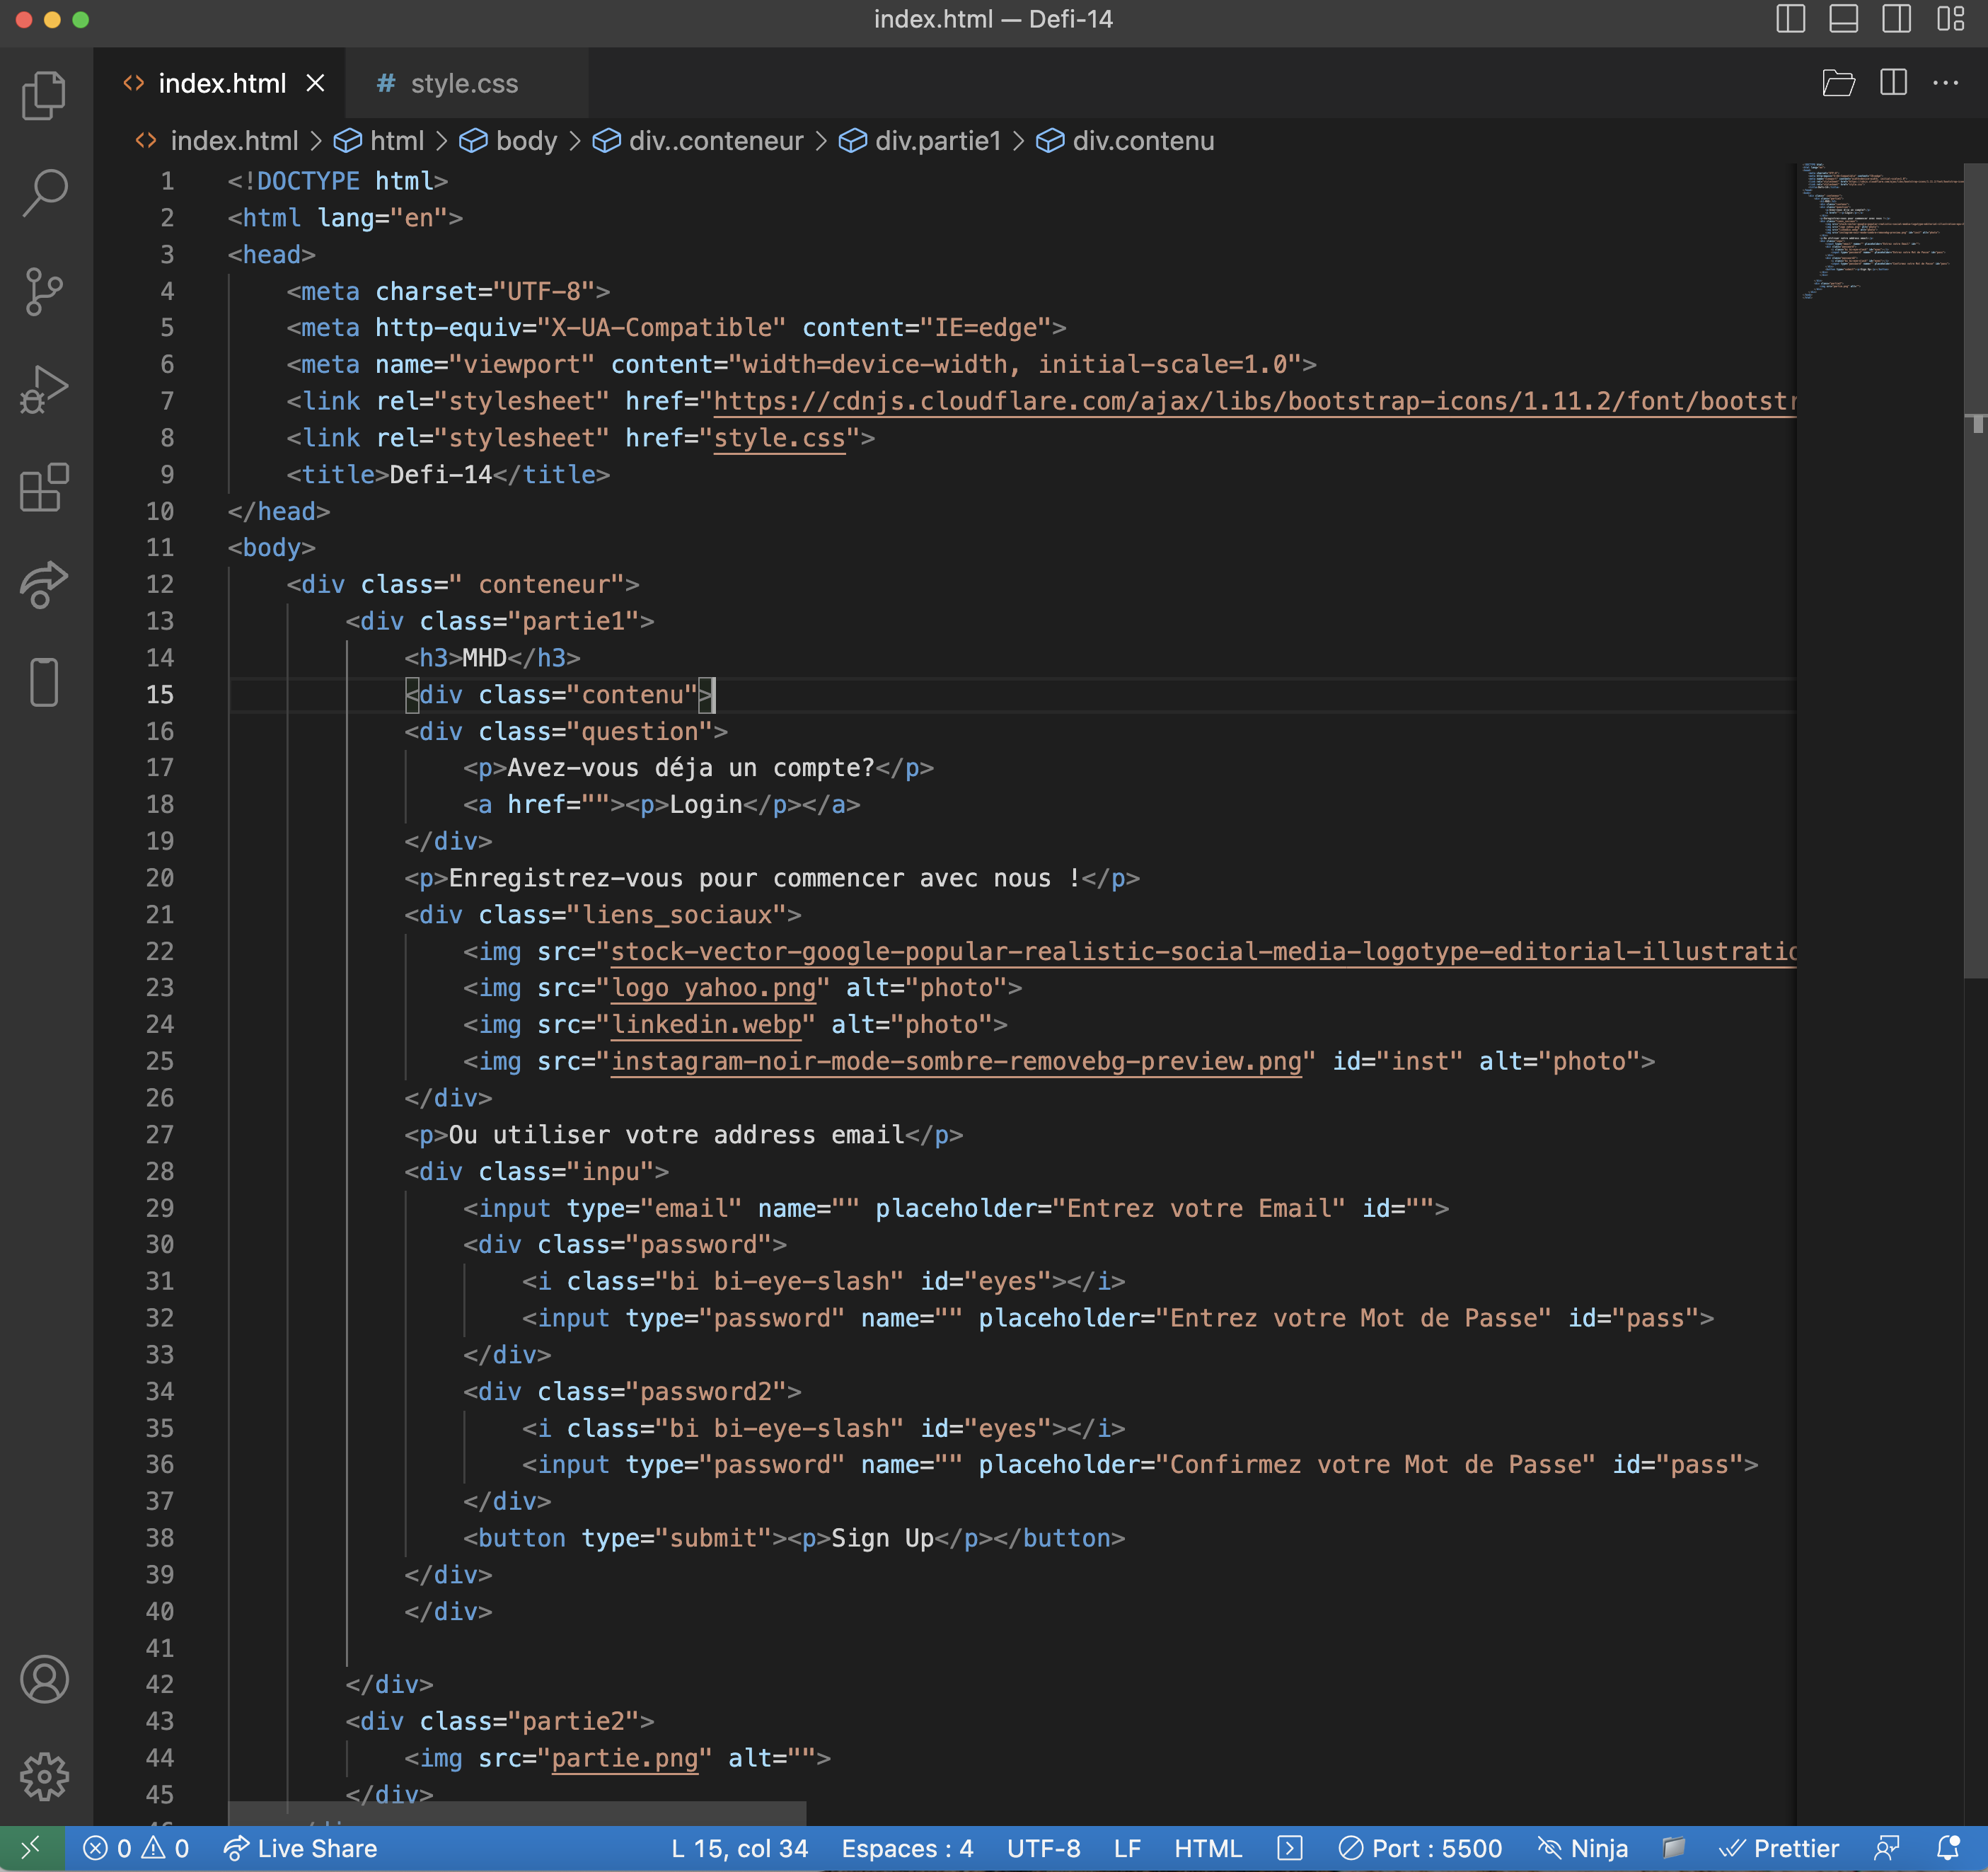 index.html — Defi-14
index.html
# style.css
index.html > html > body > div..conteneur > div.partie1 > div.contenu
1 <!DOCTYPE html>
2 <html lang="en">
3 <head>
4 <meta charset="UTF-8">
5 <meta http-equiv="X-UA-Compatible" content="IE=edge">
6 <meta name="viewport" content="width=device-width, initial-scale=1.0">
7 <link rel="stylesheet" href="https://cdnjs.cloudflare.com/ajax/libs/bootstrap-icons/1.11.2/font/bootstr
8 <link rel="stylesheet" href="style.css">
9 <title>Defi-14</title>
10 </head>
11 <body>
12 <div class=" conteneur">
13 <div class="partie1">
14 <h3>MHD</h3>
15 <div class="contenu">
16 <div class="question">
17 <p>Avez-vous déja un compte?</p>
18 <a href=""><p>Login</p></a>
19 </div>
20 <p>Enregistrez-vous pour commencer avec nous !</p>
21 <div class="liens_sociaux">
22 <img src="stock-vector-google-popular-realistic-social-media-logotype-editorial-illustratio
23 <img src="logo yahoo.png" alt="photo">
24 <img src="linkedin.webp" alt="photo">
25 <img src="instagram-noir-mode-sombre-removebg-preview.png" id="inst" alt="photo">
26 </div>
27 <p>Ou utiliser votre address email</p>
28 <div class="inpu">
29 <input type="email" name="" placeholder="Entrez votre Email" id="">
30 <div class="password">
31 <i class="bi bi-eye-slash" id="eyes"></i>
32 <input type="password" name="" placeholder="Entrez votre Mot de Passe" id="pass">
33 </div>
34 <div class="password2">
35 <i class="bi bi-eye-slash" id="eyes"></i>
36 <input type="password" name="" placeholder="Confirmez votre Mot de Passe" id="pass">
37 </div>
38 <button type="submit"><p>Sign Up</p></button>
39 </div>
40 </div>
41
42 </div>
43 <div class="partie2">
44 <img src="partie.png" alt="">
45 </div>
0 0 Live Share L 15, col 34 Espaces : 4 UTF-8 LF HTML Port : 5500 Ninja Prettier